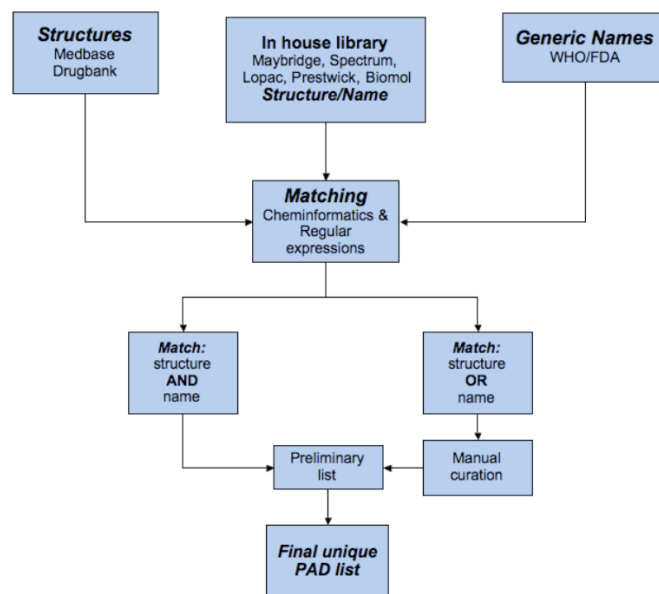 Structures
Medbase
Drugbank
In house library
Maybridge, Spectrum,
Lopac, Prestwick, Biomol
Structure/Name
Generic Names
WHO/FDA
Matching
Cheminformatics &
Regular
expressions
Match:
structure
AND
name
Match:
structure
OR
name
Preliminary
list
Manual
curation
Final unique
PAD list